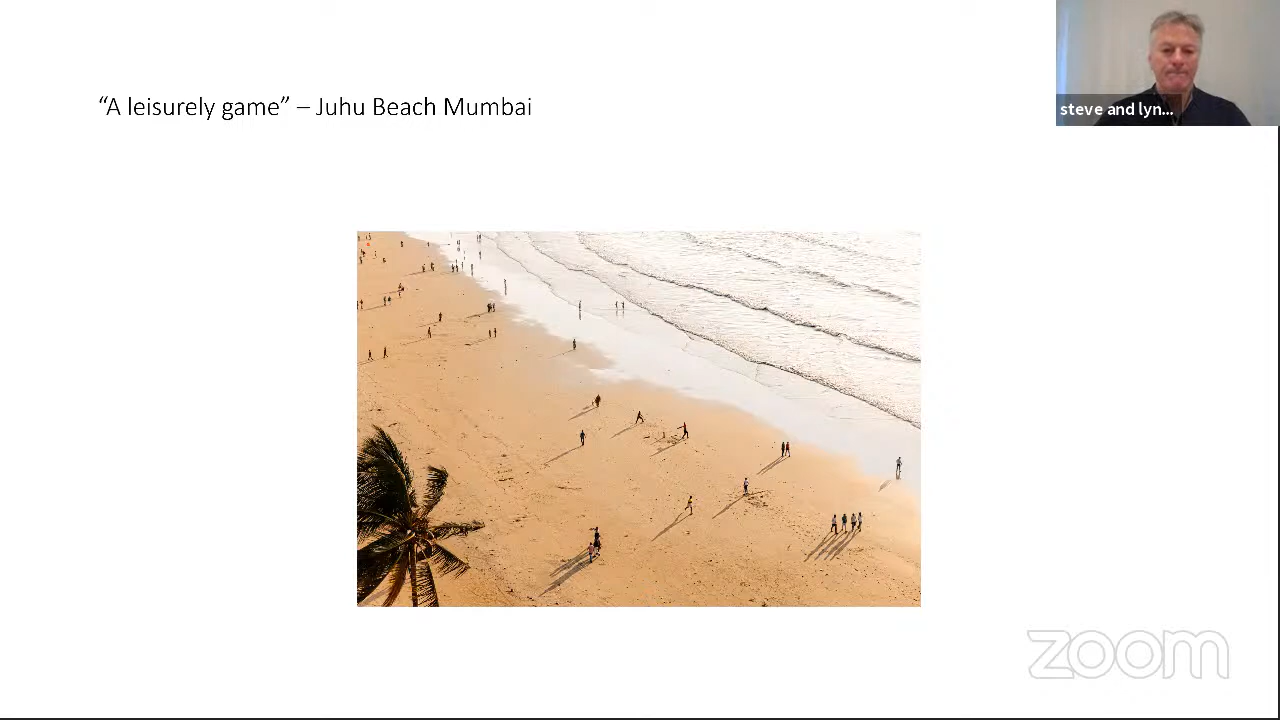 “A leisurely game” – Juhu Beach Mumbai
steve and lyn...
zoom